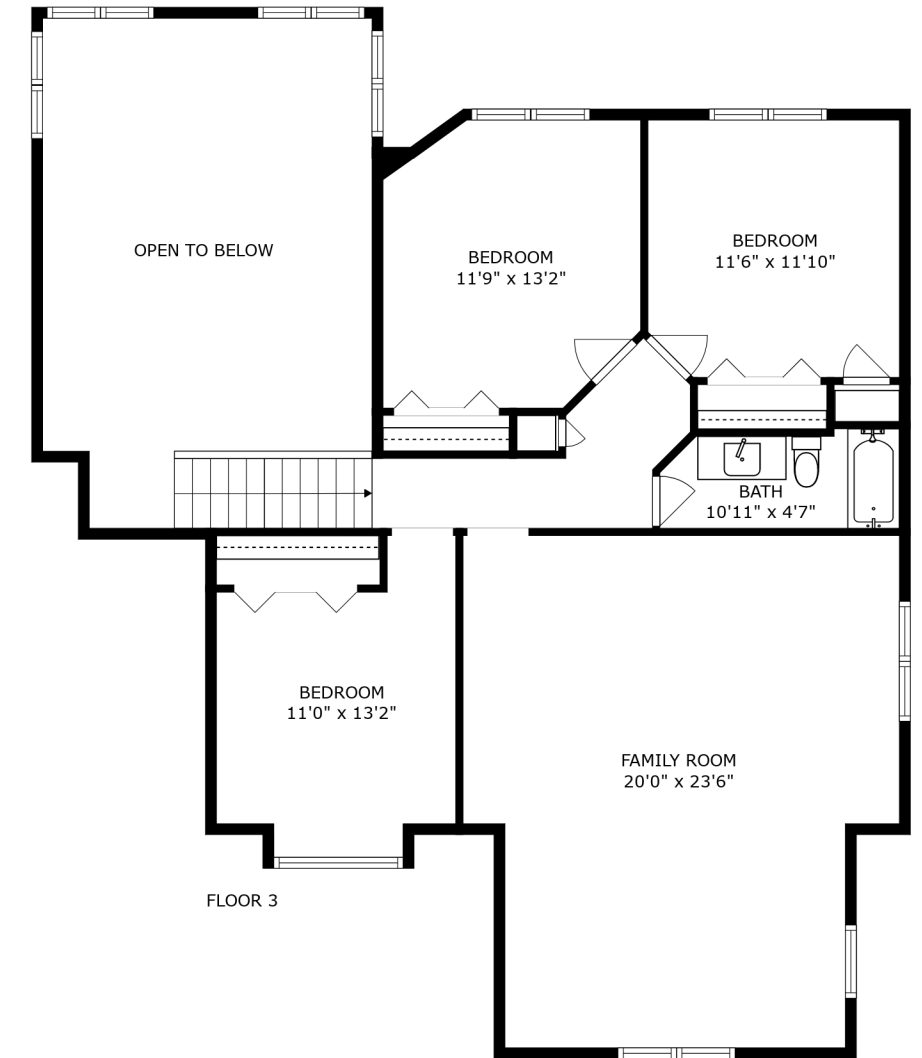 OPEN TO BELOW
BEDROOM
11'9" x 13'2"
BEDROOM
11'6" x 11'10"
BATH
10'11" x 4'7"
BEDROOM
11'0" x 13'2"
FAMILY ROOM
20'0" x 23'6"
FLOOR 3